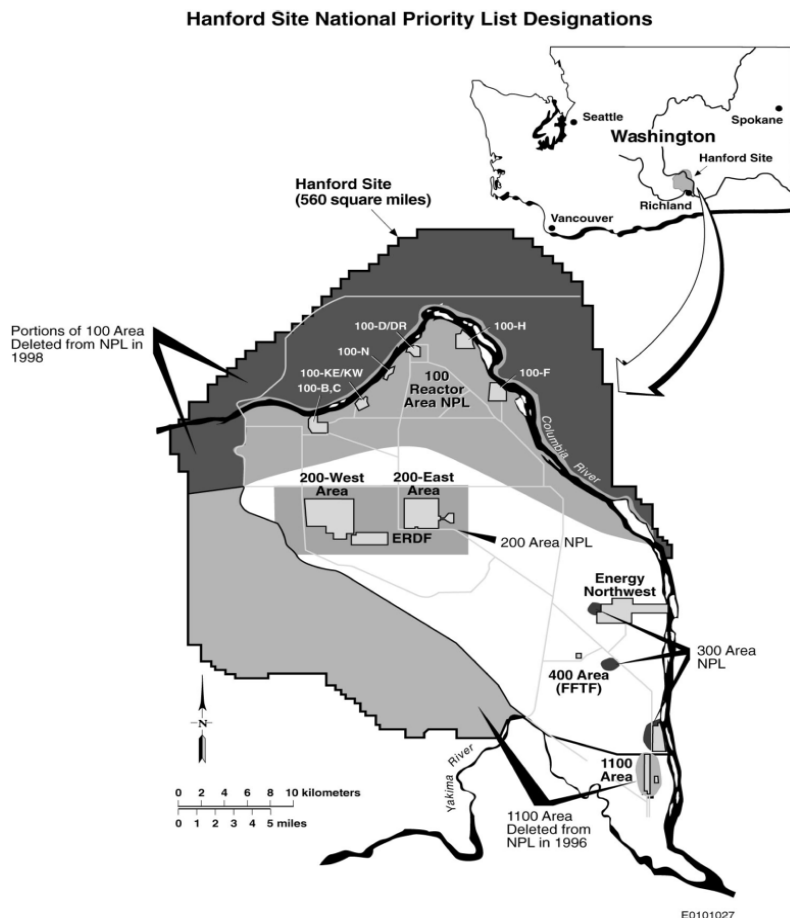 Hanford Site National Priority List Designations
Seattle
Spokane
Washington
Hanford Site
Richland
Vancouver
Hanford Site
(560 square miles)
Portions of 100 Area
Deleted from NPL in
1998
100-D/DR
100-H
100-N
100-KE/KW
100-B,C
100-F
100
Reactor
Area NPL
Columbia
River
200-West
Area
200-East
Area
ERDF
200 Area NPL
Energy
Northwest
300 Area
NPL
400 Area
(FFTF)
N
1100
Area
Yakima River
0 2 4 6 8 10 kilometers
0 1 2 3 4 5 miles
1100 Area
Deleted from
NPL in 1996
E0101027